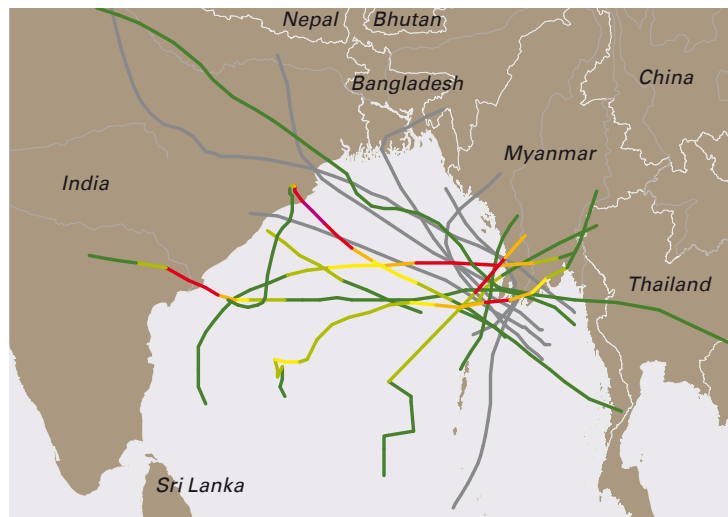 Nepal
Bhutan
China
Bangladesh
Myanmar
India
Thailand
Sri Lanka